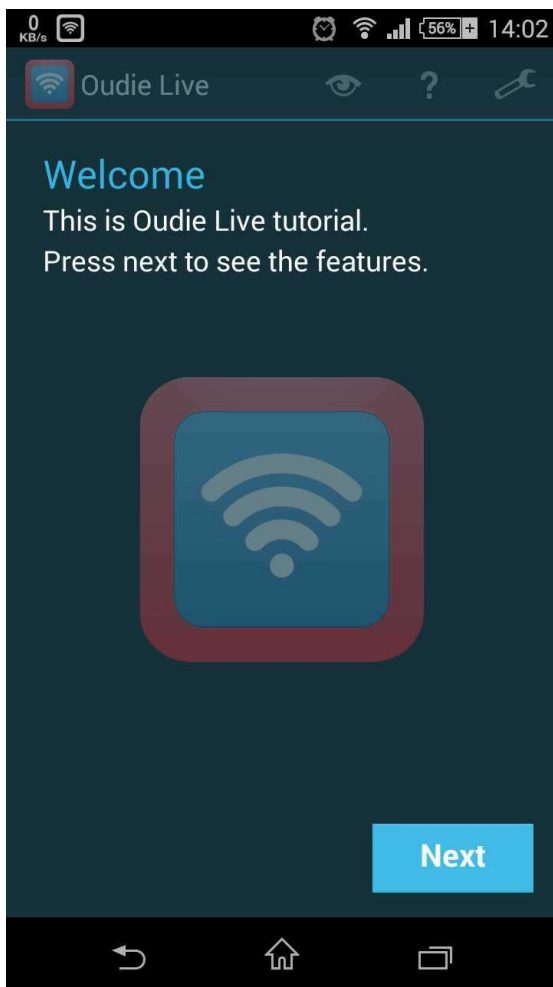 0
KB/s
56%
14:02
Oudie Live
?
Welcome
This is Oudie Live tutorial.
Press next to see the features.
Next